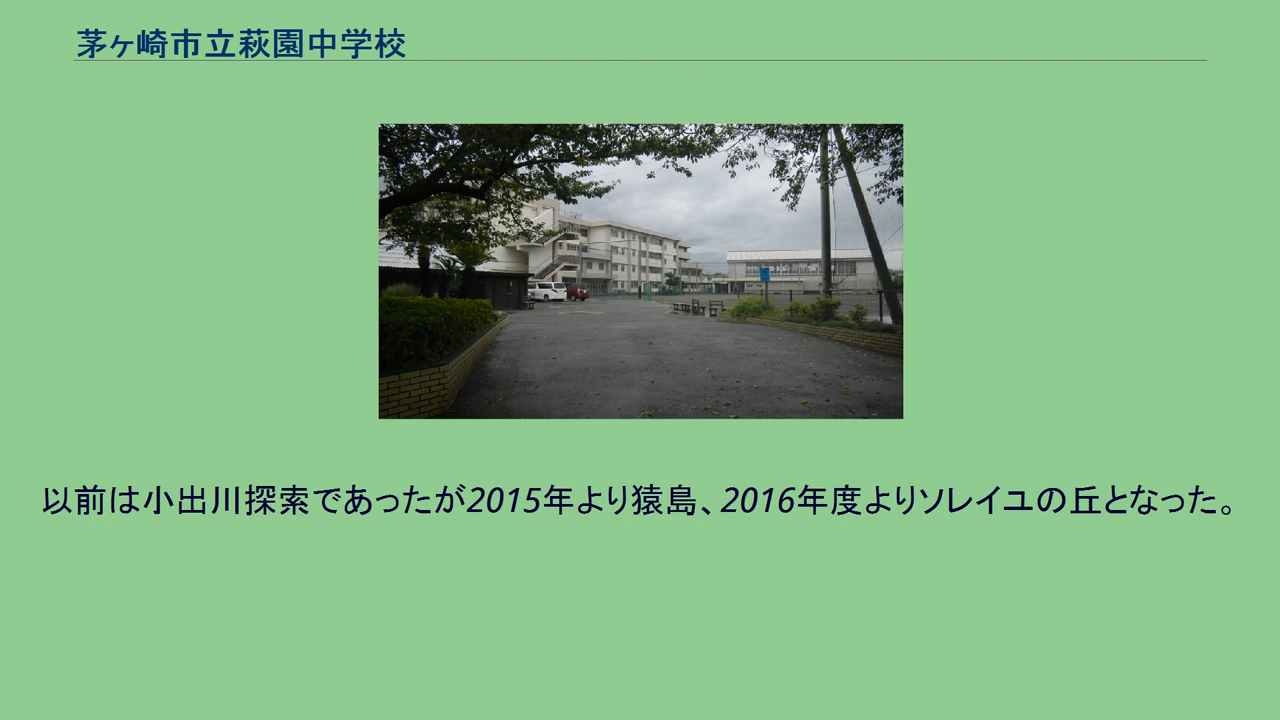 茅ヶ崎市立萩園中学校
以前は小出川探索であったが2015年より猿島、2016年度よりソレイユの丘となった。